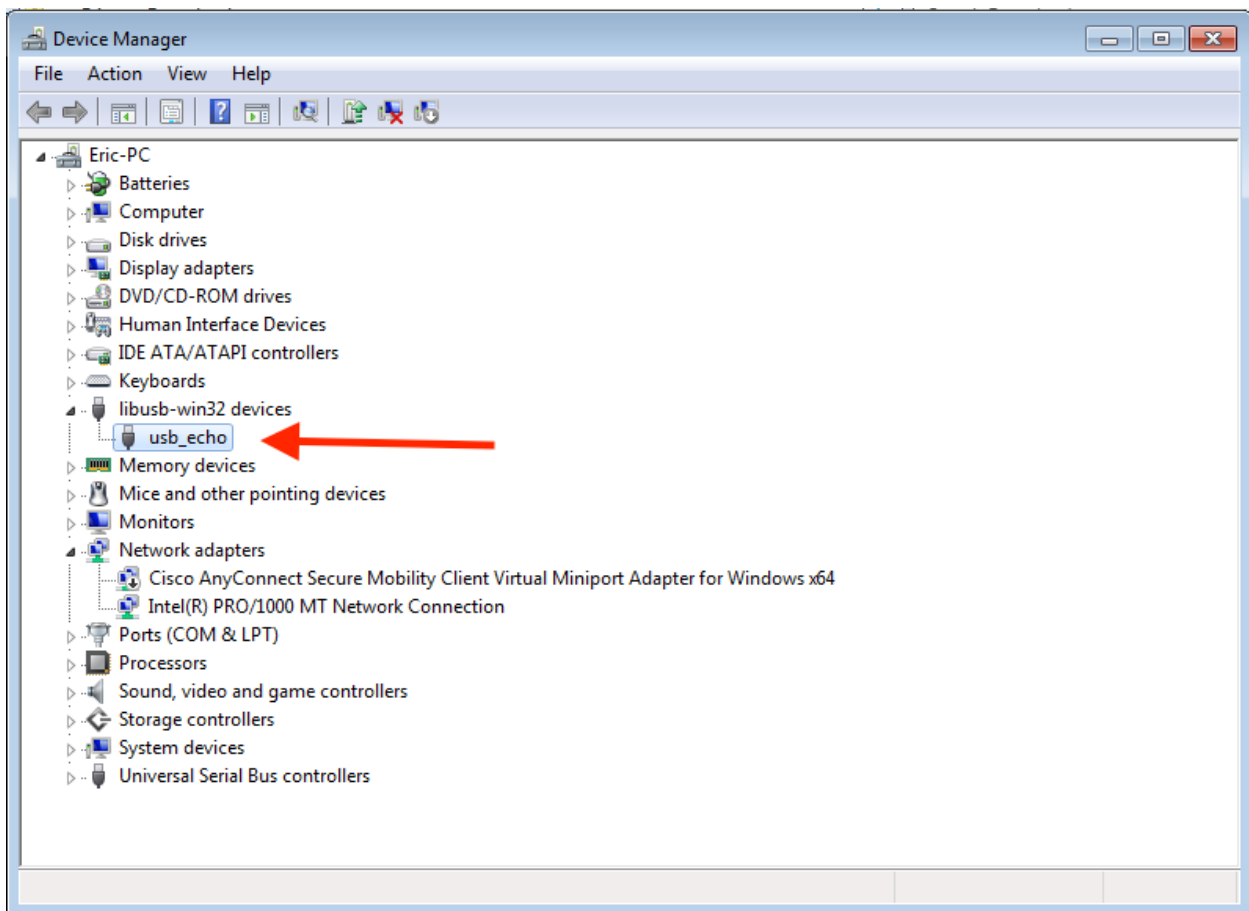 Device Manager
File Action View Help
Eric-PC
Batteries
Computer
Disk drives
Display adapters
DVD/CD-ROM drives
Human Interface Devices
IDE ATA/ATAPI controllers
Keyboards
libusb-win32 devices
usb_echo
Memory devices
Mice and other pointing devices
Monitors
Network adapters
Cisco AnyConnect Secure Mobility Client Virtual Miniport Adapter for Windows x64
Intel(R) PRO/1000 MT Network Connection
Ports (COM & LPT)
Processors
Sound, video and game controllers
Storage controllers
System devices
Universal Serial Bus controllers